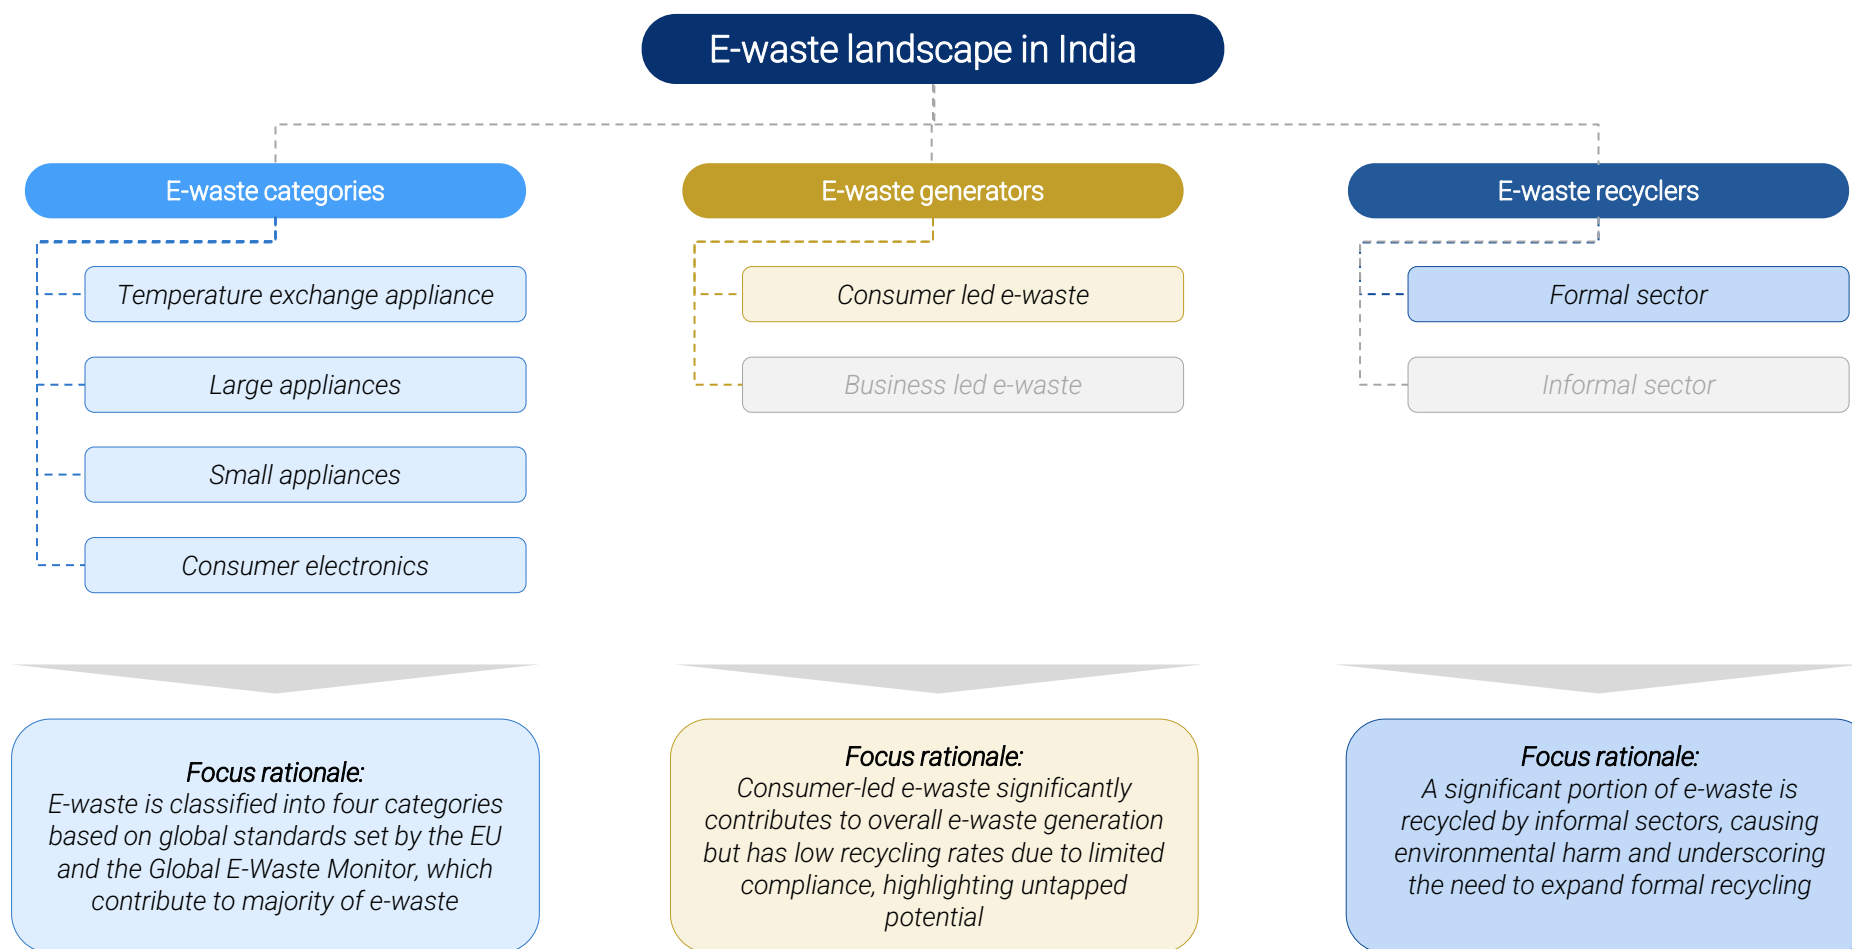 E-waste landscape in India
E-waste categories
Temperature exchange appliance
Large appliances
Small appliances
Consumer electronics
Focus rationale:
E-waste is classified into four categories
based on global standards set by the EU
and the Global E-Waste Monitor, which
contribute to majority of e-waste
E-waste generators
Consumer led e-waste
Business led e-waste
Focus rationale:
Consumer-led e-waste significantly
contributes to overall e-waste generation
but has low recycling rates due to limited
compliance, highlighting untapped
potential
E-waste recyclers
Formal sector
Informal sector
Focus rationale:
A significant portion of e-waste is
recycled by informal sectors, causing
environmental harm and underscoring
the need to expand formal recycling